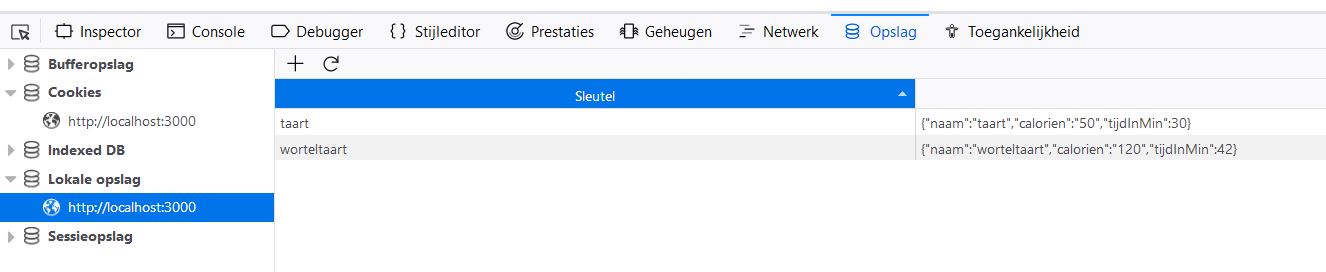 Inspector Console Debugger Stijleditor Prestaties Geheugen Netwerk Opslag Toegankelijkheid
Bufferopslag
Cookies
http://localhost:3000
Indexed DB
Lokale opslag
http://localhost:3000
Sessieopslag
Sleutel
taart {"naam":"taart","calorien":"50","tijdInMin":30}
worteltaart {"naam":"worteltaart","calorien":"120","tijdInMin":42}